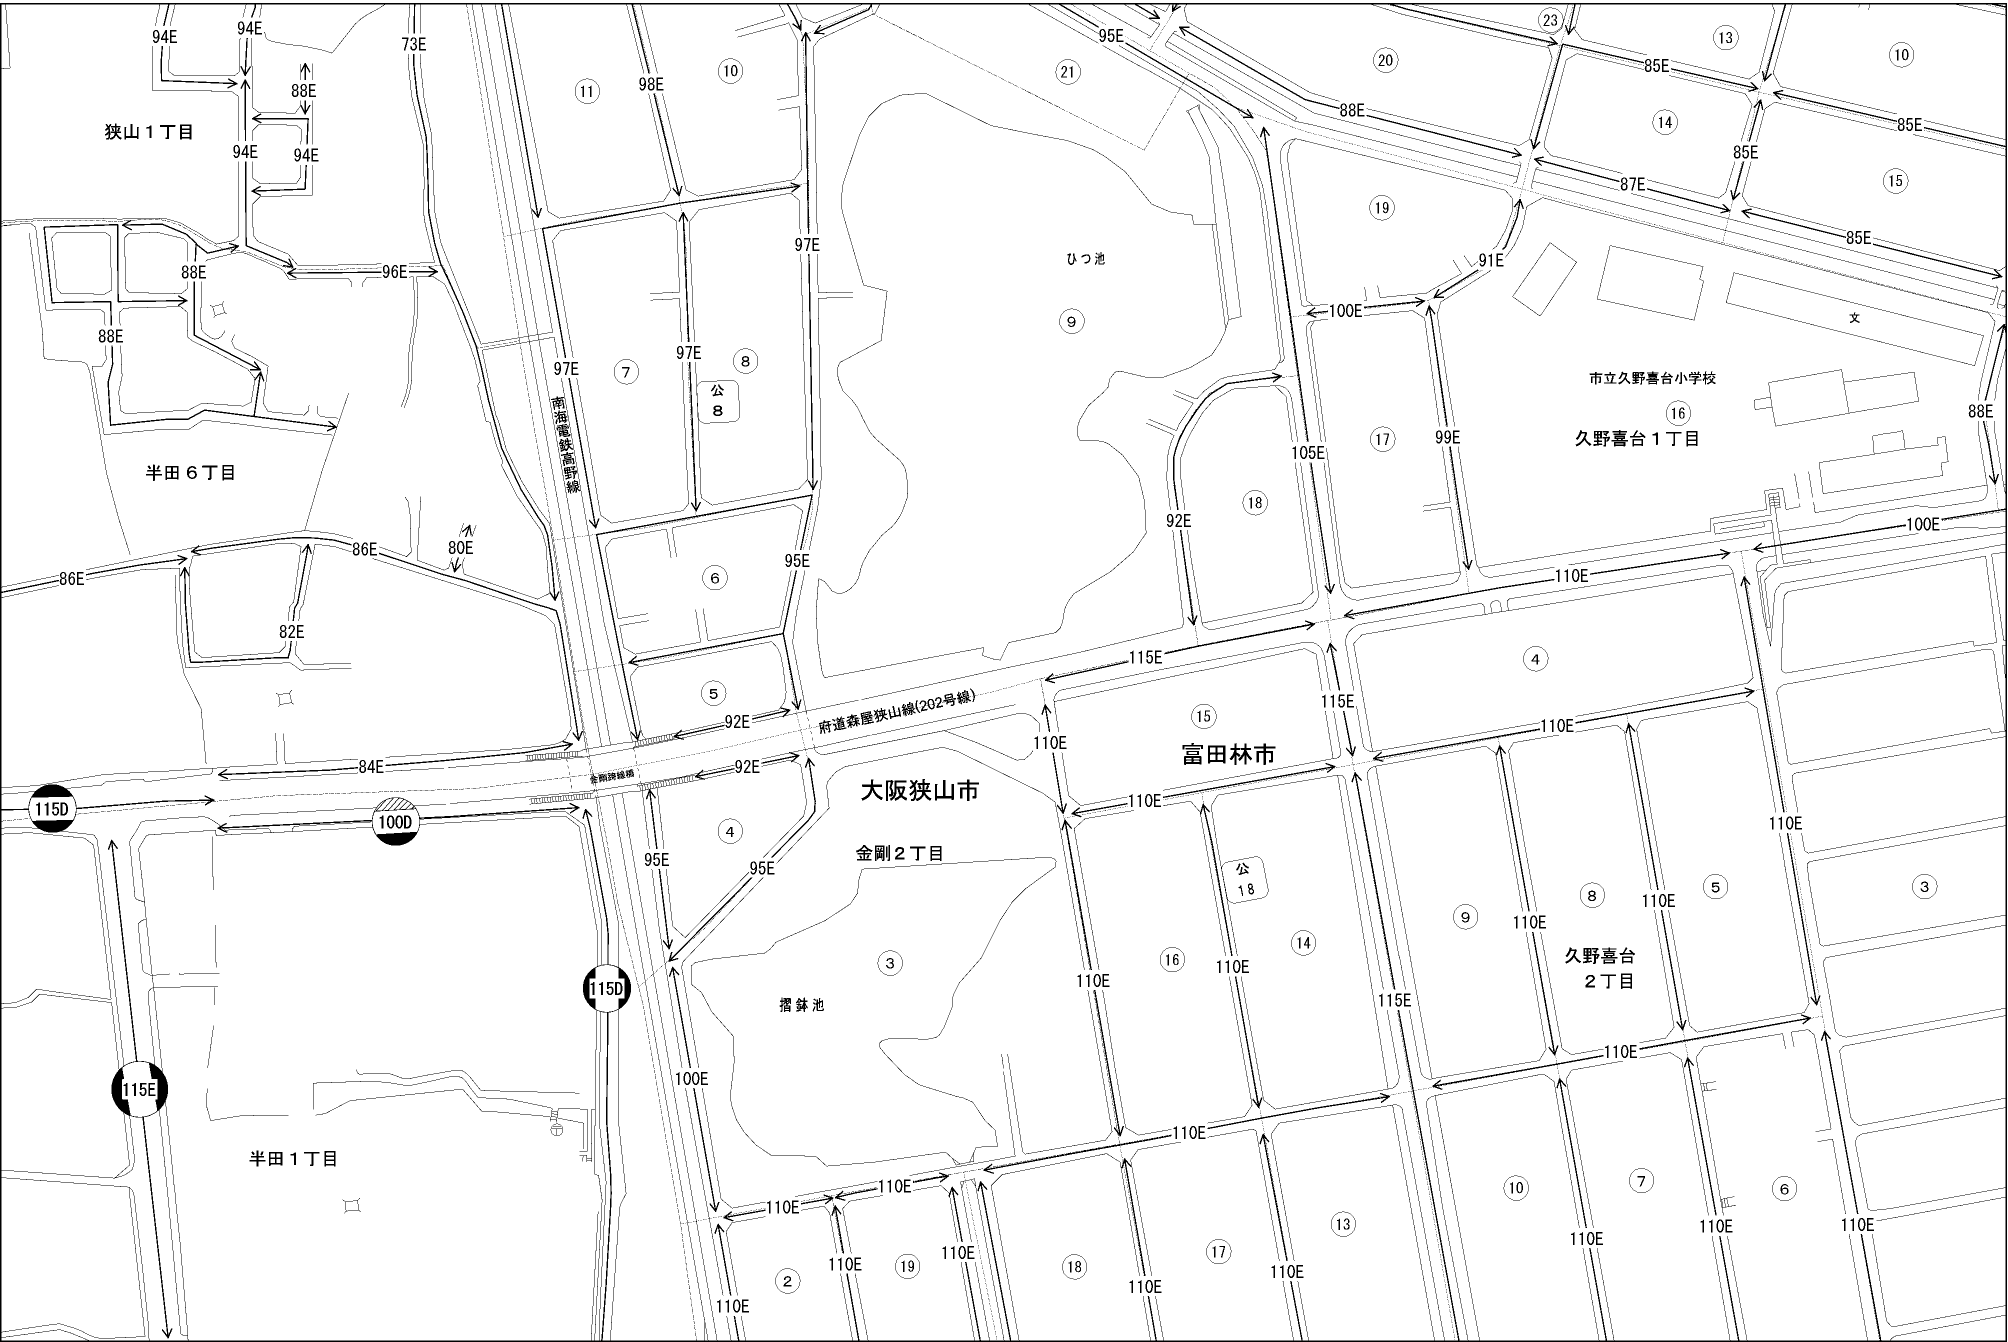 94E
94E
73E
95E
23
13
10
20
85E
21
11
98E
10
88E
88E
14
85E
狭山1丁目
94E
94E
85E
15
87E
19
88E
96E
97E
ひつ池
91E
85E
9
100E
文
88E
97E
7
97E
8
公
8
市立久野喜台小学校
16
88E
久野喜台1丁目
17
99E
南海電鉄高野線
105E
半田6丁目
18
92E
100E
86E
80E
86E
95E
6
110E
82E
115E
4
5
92E
府道森屋狭山線(202号線)
15
115E
110E
110E
富田林市
84E
金剛跨線橋
92E
大阪狭山市
110E
115D
100D
4
110E
95E
95E
金剛2丁目
公
18
110E
8
5
3
9
110E
110E
14
久野喜台
2丁目
3
16
110E
110E
115D
摺鉢池
115E
110E
100E
115E
110E
半田1丁目
110E
110E
10
7
6
13
110E
110E
110E
110E
19
110E
18
17
110E
110E
110E
2
110E